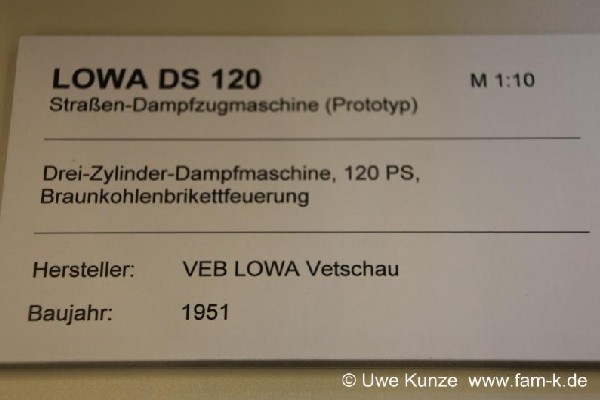 LOWA DS 120 M 1:10
Straßen-Dampfzugmaschine (Prototyp)
Drei-Zylinder-Dampfmaschine, 120 PS,
Braunkohlenbrikettfeuerung
Hersteller: VEB LOWA Vetschau
Baujahr: 1951
© Uwe Kunze www.fam-k.de